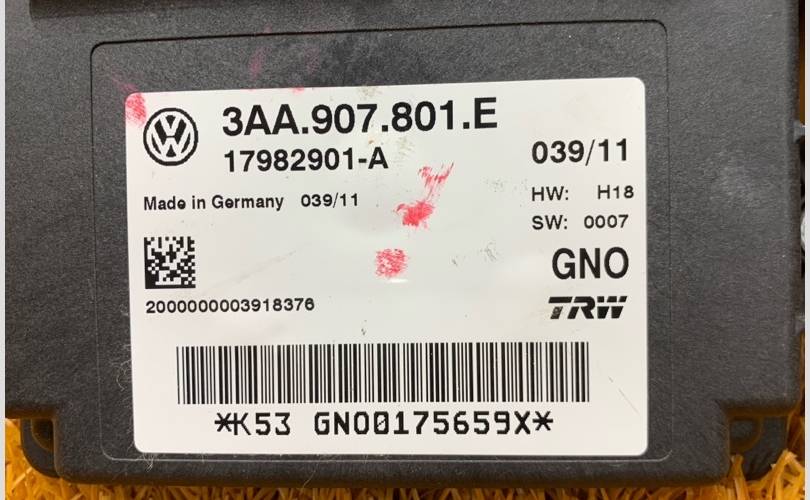 3AA.907.801.E
17982901-A
039/11
Made in Germany 039/11
HW: H18
SW: 0007
GNO
2000000003918376
TRW
*K53 GNO0175659X*